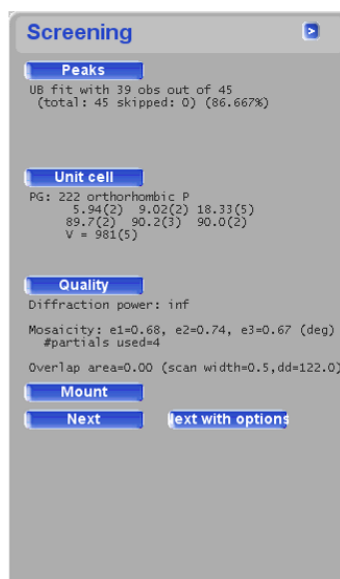 Screening
>
Peaks
UB fit with 39 obs out of 45
(total: 45 skipped: 0) (86.667%)
Unit cell
PG: 222 orthorhombic P
5.94(2) 9.02(2) 18.33(5)
89.7(2) 90.2(3) 90.0(2)
V = 981(5)
Quality
Diffraction power: inf
Mosaicity: e1=0.68, e2=0.74, e3=0.67 (deg)
#partials used=4
Overlap area=0.00 (scan width=0.5,dd=122.0)
Mount
Next
ext with options